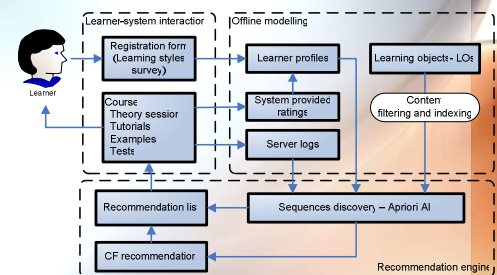 Learner-system interaction
Offline modelling
Registration form
(Learning styles
survey)
Learner profiles
Learning objects- LOs
Learner
Course
Theory session
Tutorials
Examples
Tests
System provided
ratings
Content
filtering and indexing
Server logs
Recommendation lis
Sequences discovery – Apriori Al
CF recommendation
Recommendation engine